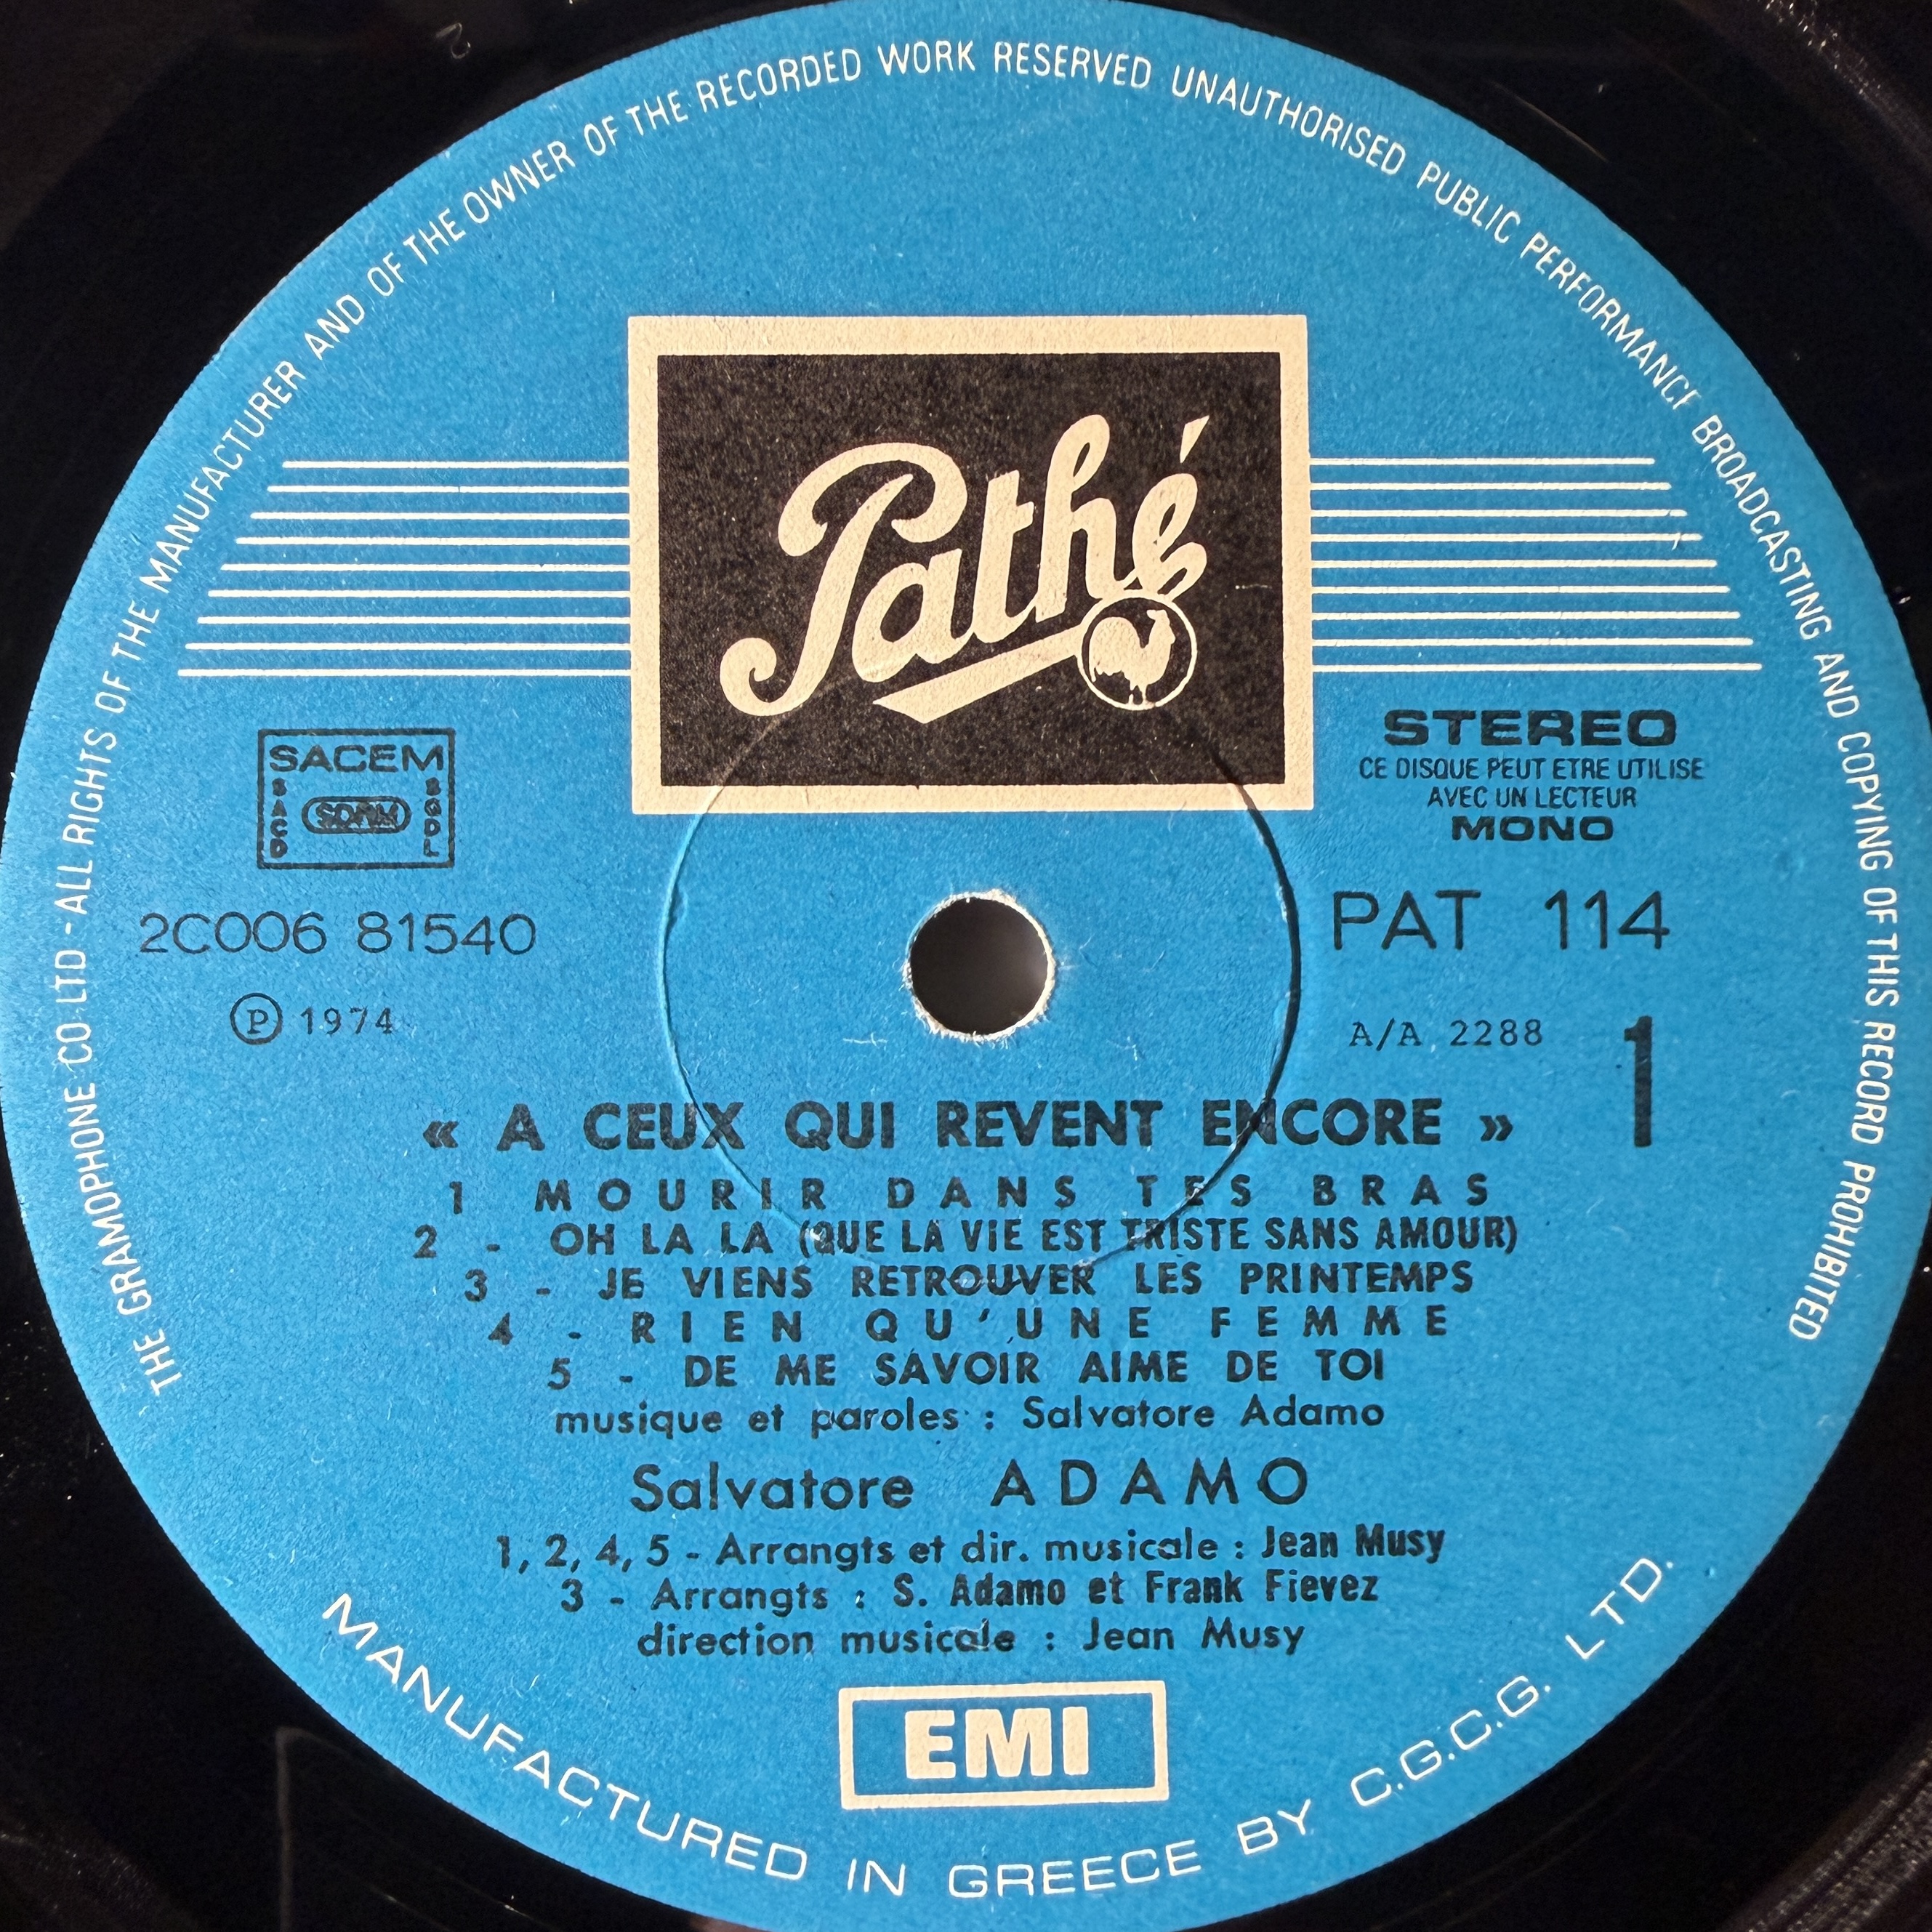 THE GRAMOPHONE CO LTD - ALL RIGHTS OF THE MANUFACTURER AND OF THE OWNER OF THE RECORDED WORK RESERVED UNAUTHORISED PUBLIC PERFORMANCE BROADCASTING AND COPYING OF THIS RECORD PROHIBITED
Pathé
SACEM
SACD
SDRM
SGDL
STEREO
CE DISQUE PEUT ETRE UTILISE
AVEC UN LECTEUR
MONO
2C006 81540
PAT 114
Ⓟ 1974
A/A 2288
1
« A CEUX QUI REVENT ENCORE »
1 MOURIR DANS TES BRAS
2 - OH LA LA (QUE LA VIE EST TRISTE SANS AMOUR)
3 - JE VIENS RETROUVER LES PRINTEMPS
4 - RIEN QU'UNE FEMME
5 - DE ME SAVOIR AIME DE TOI
musique et paroles : Salvatore Adamo
Salvatore ADAMO
1, 2, 4, 5 - Arrangts et dir. musicale : Jean Musy
3 - Arrangts : S. Adamo et Frank Fievez
direction musicale : Jean Musy
EMI
MANUFACTURED IN GREECE BY C.G.C.G. LTD.